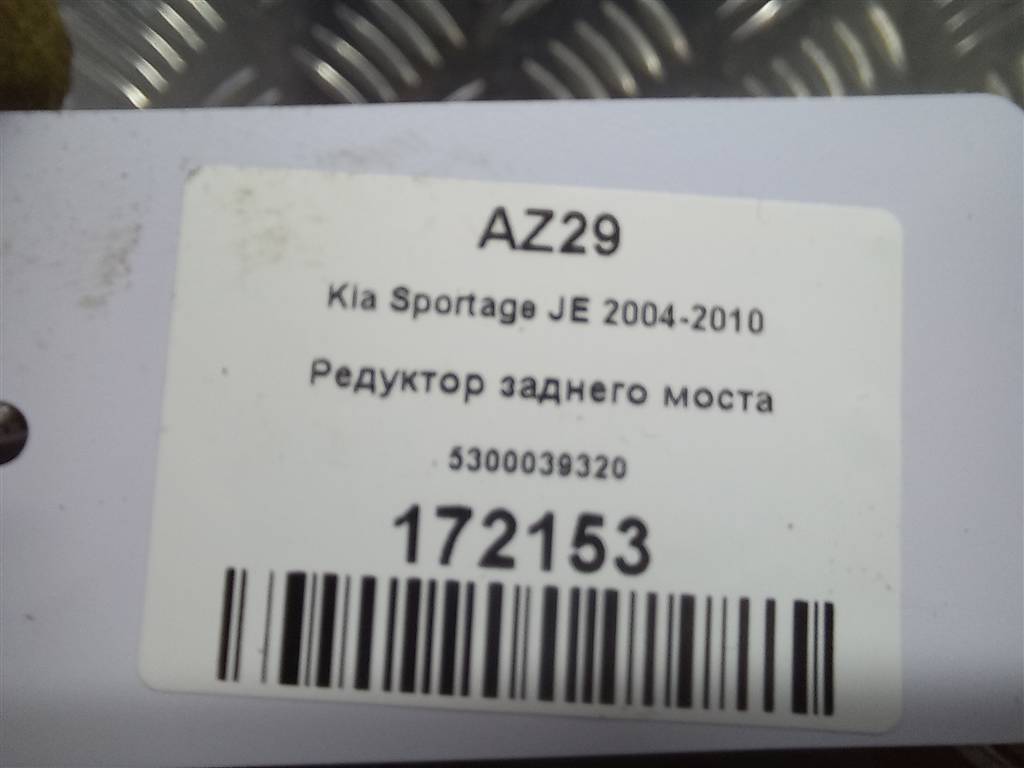 AZ29
Kia Sportage JE 2004-2010
Редуктор заднего моста
5300039320
172153